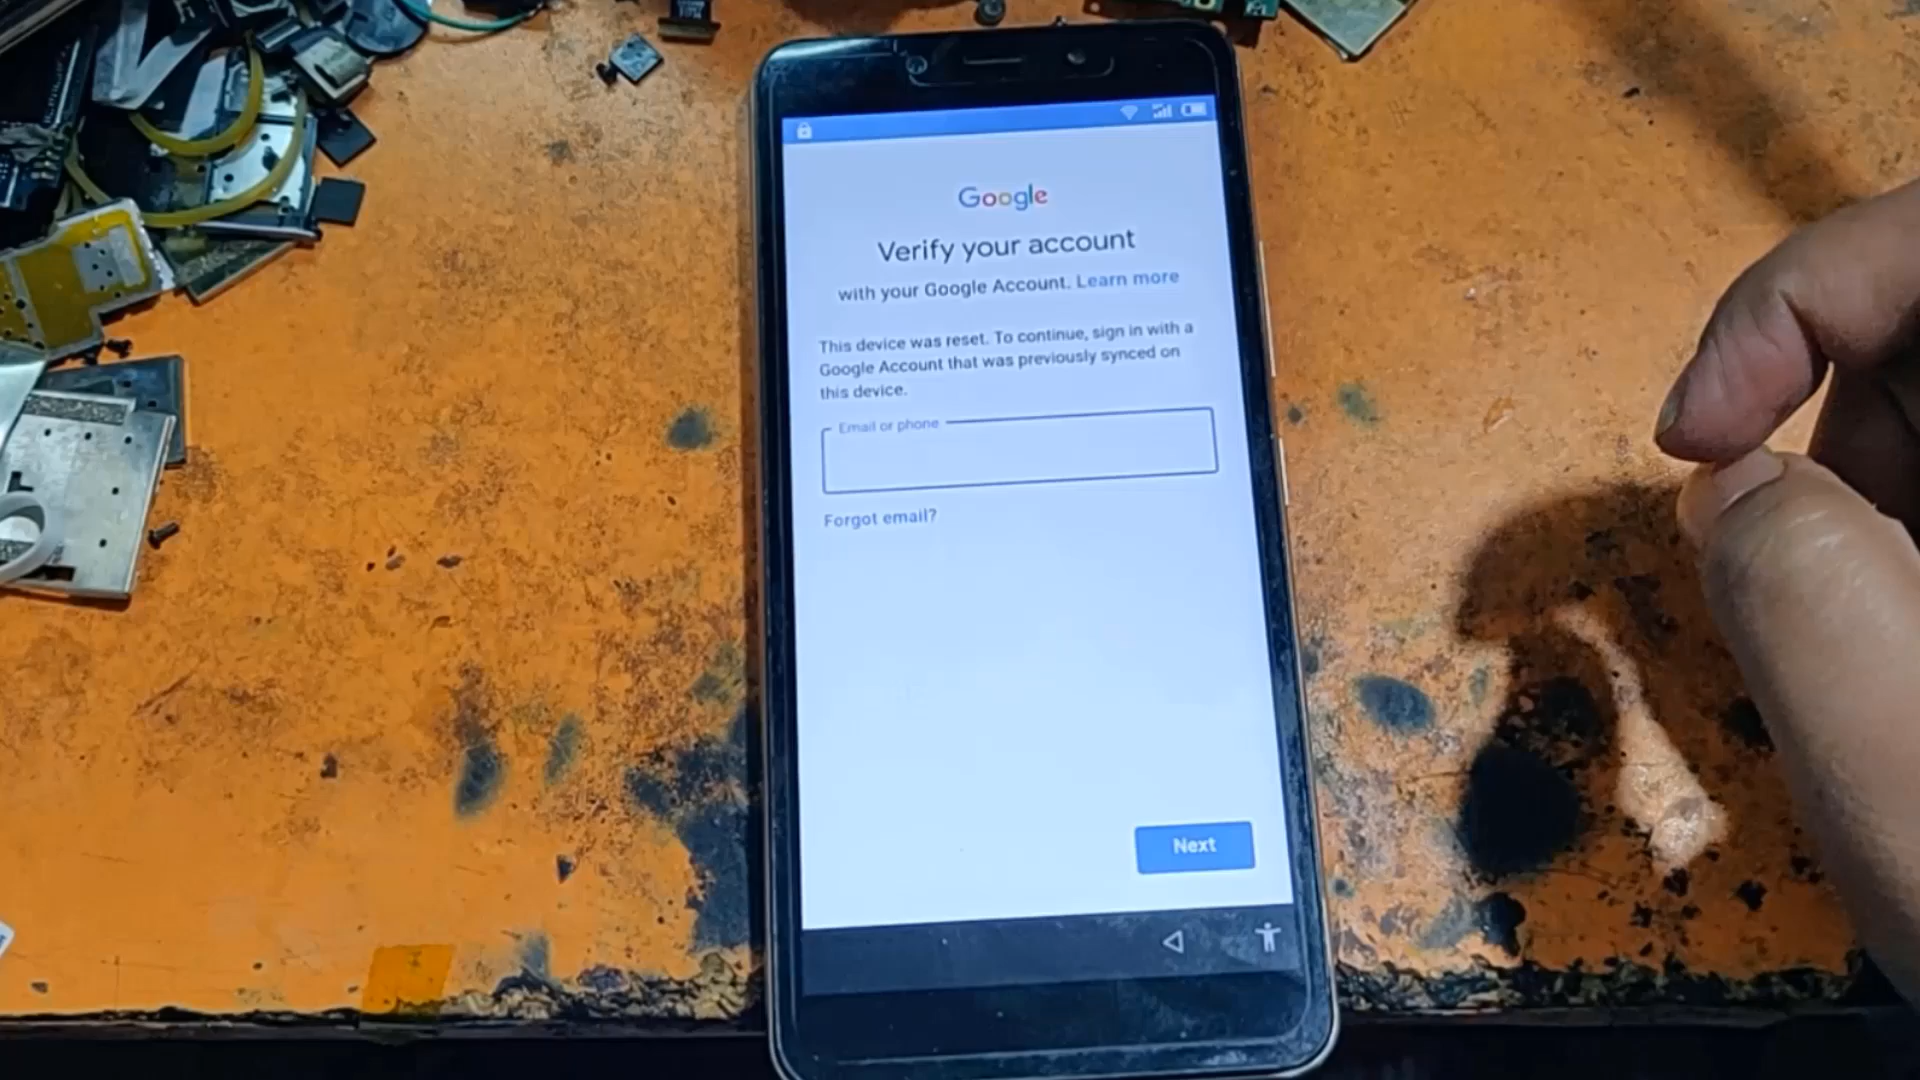 Google
Verify your account
with your Google Account. Learn more
This device was reset. To continue, sign in with a
Google Account that was previously synced on
this device.
Email or phone
Forgot email?
Next